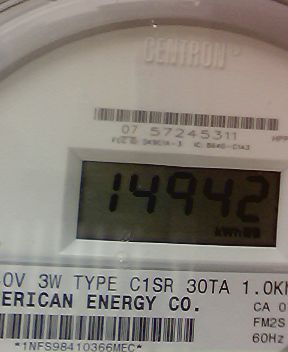 CENTRON®
07 57245311
14942
0V 3W TYPE C1SR 30TA 1.0K
ERICAN ENERGY CO.
CA 0
FM2S
60Hz
*1NFS98410366MEC*